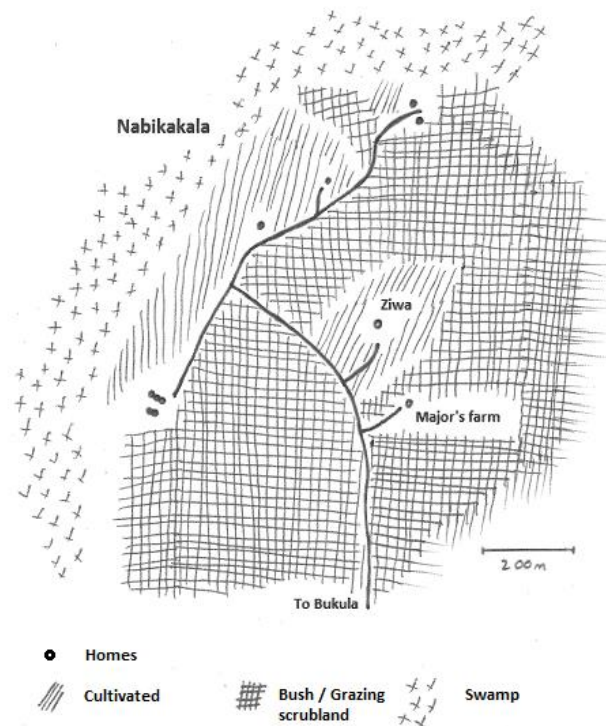 Nabikakala
Ziwa
Major's farm
200m
To Bukula
Homes
Cultivated
Bush / Grazing
scrubland
Swamp